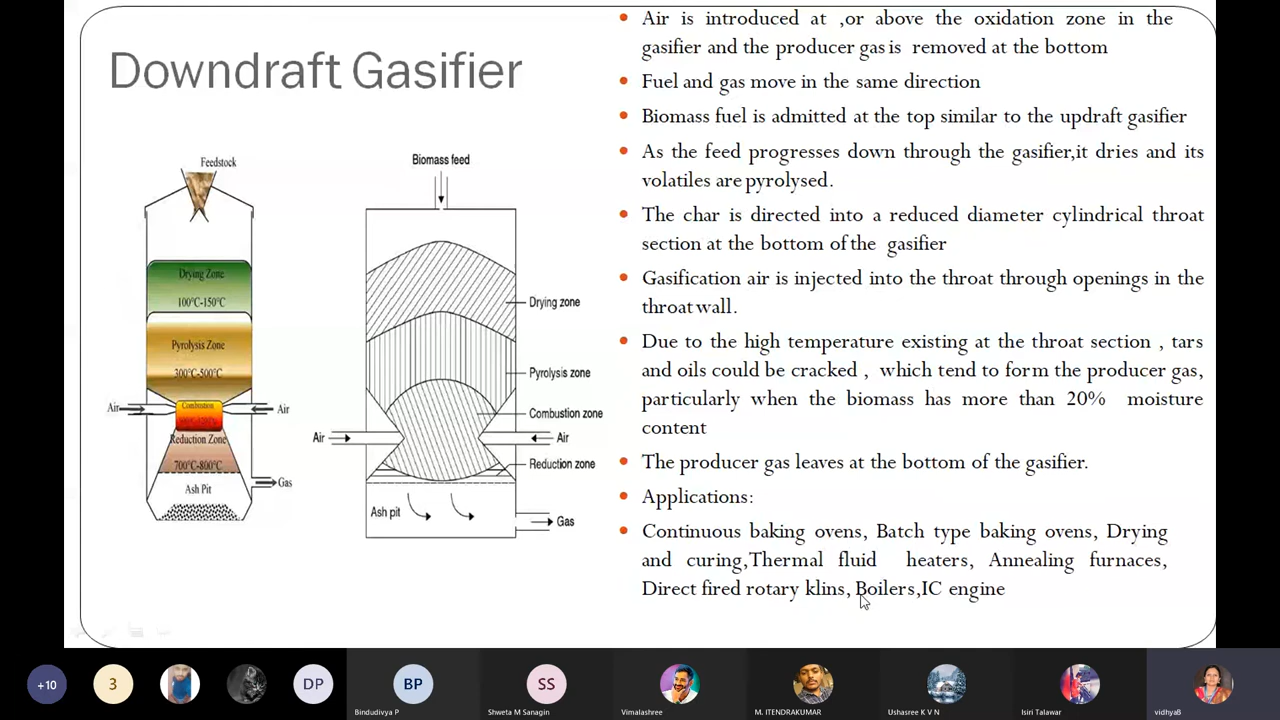 Downdraft Gasifier
Feedstock
Drying Zone
100°C-150°C
Pyrolysis Zone
300°C-500°C
Air
Combustion
Air
Reduction Zone
700°C-800°C
Gas
Ash Pit
Biomass feed
Drying zone
Pyrolysis zone
Combustion zone
Air
Air
Reduction zone
Ash pit
Gas
• Air is introduced at ,or above the oxidation zone in the
gasifier and the producer gas is removed at the bottom
• Fuel and gas move in the same direction
• Biomass fuel is admitted at the top similar to the updraft gasifier
• As the feed progresses down through the gasifier,it dries and its
volatiles are pyrolysed.
• The char is directed into a reduced diameter cylindrical throat
section at the bottom of the gasifier
• Gasification air is injected into the throat through openings in the
throat wall.
• Due to the high temperature existing at the throat section , tars
and oils could be cracked , which tend to form the producer gas,
particularly when the biomass has more than 20% moisture
content
• The producer gas leaves at the bottom of the gasifier.
• Applications:
• Continuous baking ovens, Batch type baking ovens, Drying
and curing,Thermal fluid heaters, Annealing furnaces,
Direct fired rotary klins, Boilers,IC engine
+10
3
DP
BP
Bindudivya P
SS
Shweta M Sanagin
Vimalashree
M. ITENDRAKUMAR
Ushasree K V N
Isiri Talawar
vidhyaB